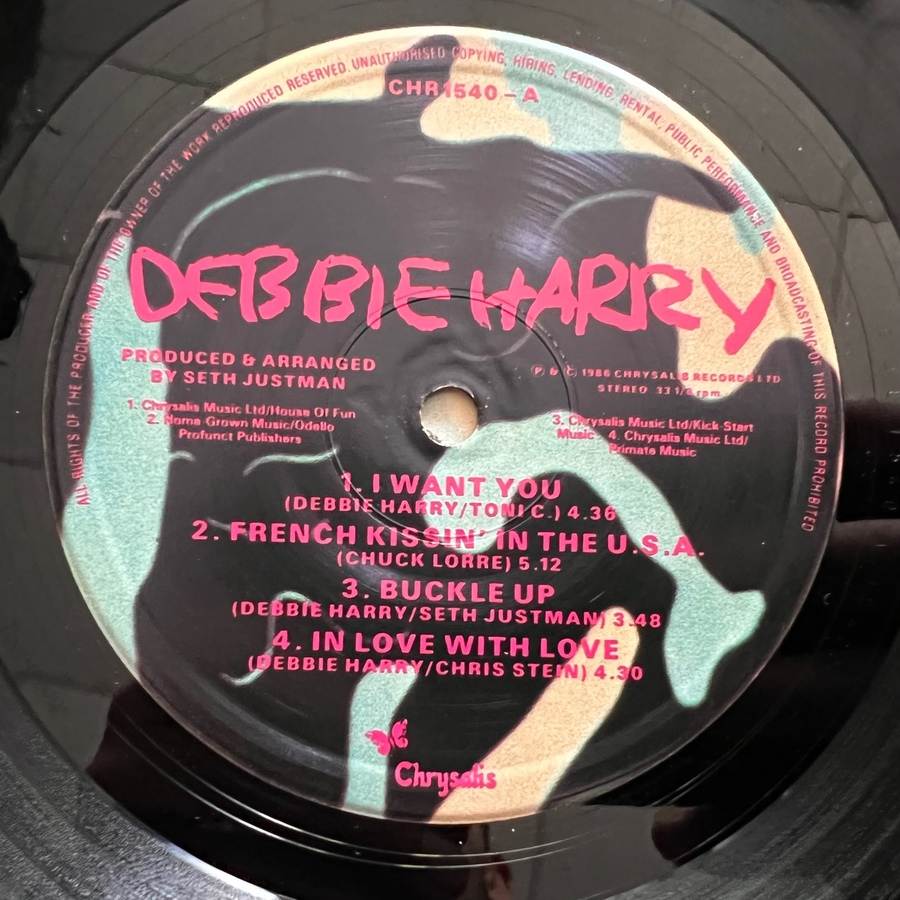 ALL RIGHTS OF THE PRODUCER AND OF THE OWNER OF THE WORK REPRODUCED RESERVED. UNAUTHORISED COPYING, HIRING, LENDING, RENTAL, PUBLIC PERFORMANCE AND BROADCASTING OF THIS RECORD PROHIBITED
CHR 1540 – A
DEBBIE HARRY
PRODUCED & ARRANGED
BY SETH JUSTMAN
1. Chrysalis Music Ltd/House Of Fun
2. Home Grown Music/Odello
Profunct Publishers
℗ & © 1986 CHRYSALIS RECORDS LTD
STEREO 33 1/3 rpm
3. Chrysalis Music Ltd/Kick-Start
Music 4. Chrysalis Music Ltd/
Primate Music
1. I WANT YOU
(DEBBIE HARRY/TONI C.) 4.36
2. FRENCH KISSIN' IN THE U.S.A.
(CHUCK LORRE) 5.12
3. BUCKLE UP
(DEBBIE HARRY/SETH JUSTMAN) 3.48
4. IN LOVE WITH LOVE
(DEBBIE HARRY/CHRIS STEIN) 4.30
Chrysalis